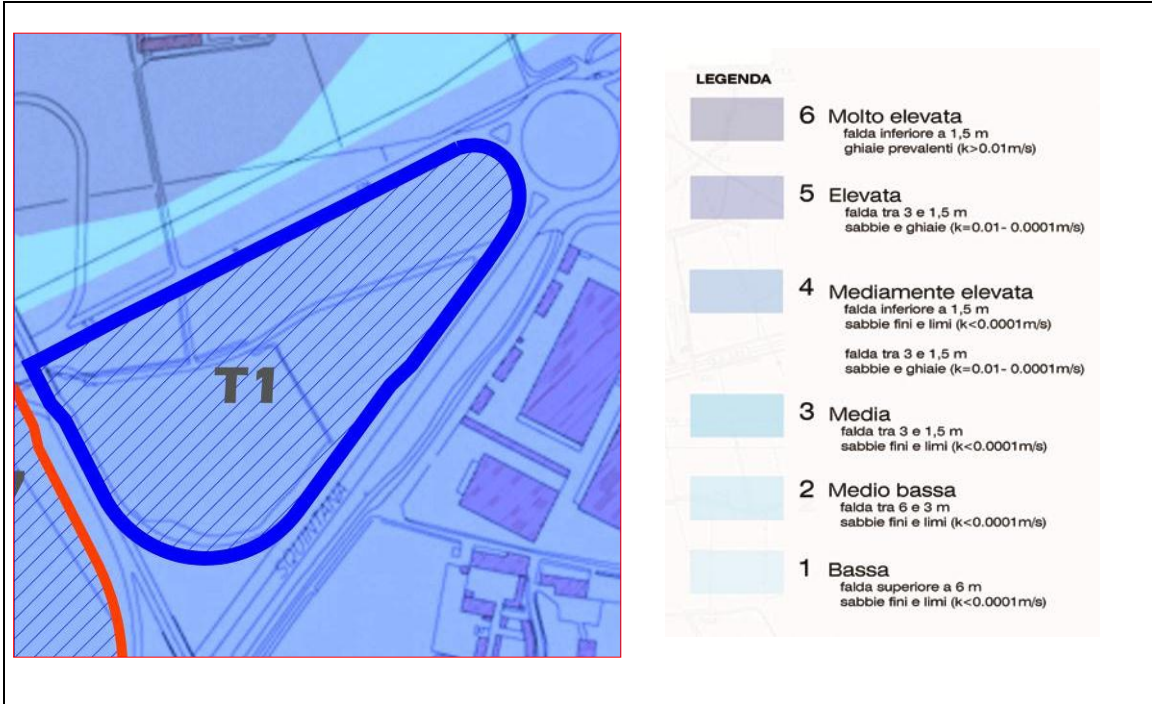 T1
S.QUINTANA
LEGENDA
6 Molto elevata
falda inferiore a 1,5 m
ghiaie prevalenti (k>0.01m/s)
5 Elevata
falda tra 3 e 1,5 m
sabbie e ghiaie (k=0.01- 0.0001m/s)
4 Mediamente elevata
falda inferiore a 1,5 m
sabbie fini e limi (k<0.0001m/s)
falda tra 3 e 1,5 m
sabbie e ghiaie (k=0.01- 0.0001m/s)
3 Media
falda tra 3 e 1,5 m
sabbie fini e limi (k<0.0001m/s)
2 Medio bassa
falda tra 6 e 3 m
sabbie fini e limi (k<0.0001m/s)
1 Bassa
falda superiore a 6 m
sabbie fini e limi (k<0.0001m/s)